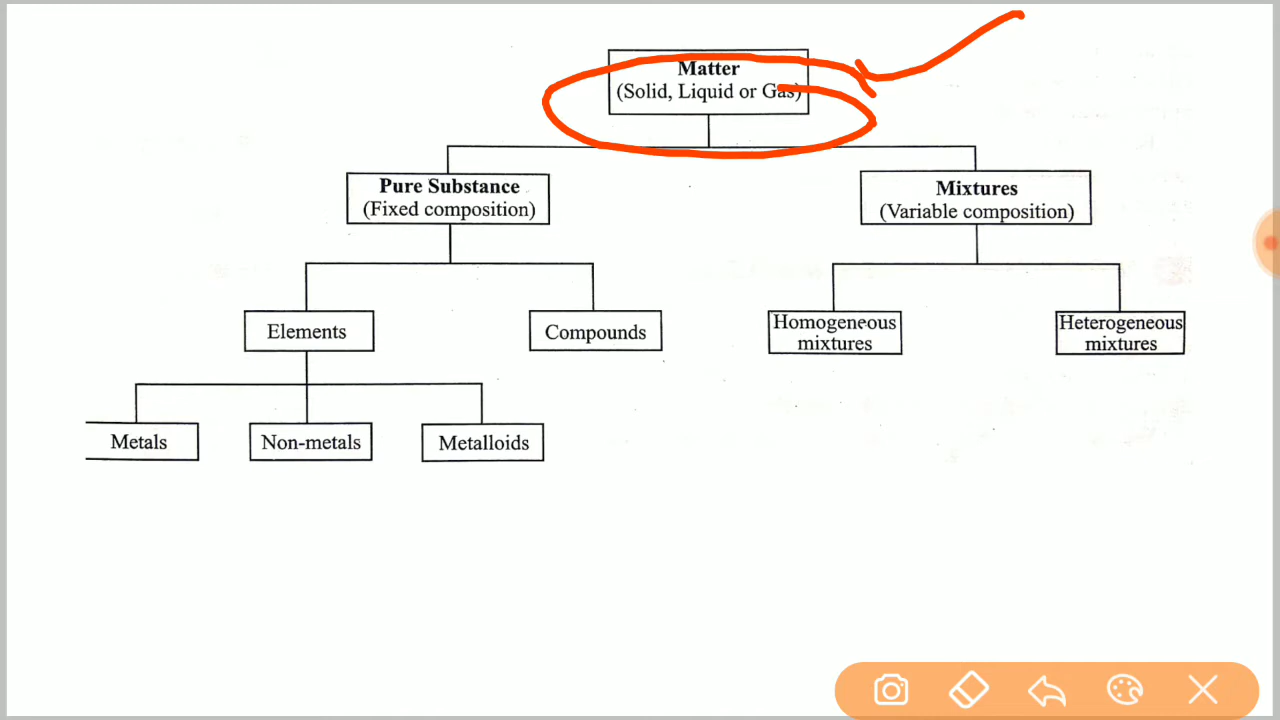 Matter
(Solid, Liquid or Gas)
Pure Substance
(Fixed composition)
Mixtures
(Variable composition)
Elements
Compounds
Homogeneous
mixtures
Heterogeneous
mixtures
Metals
Non-metals
Metalloids